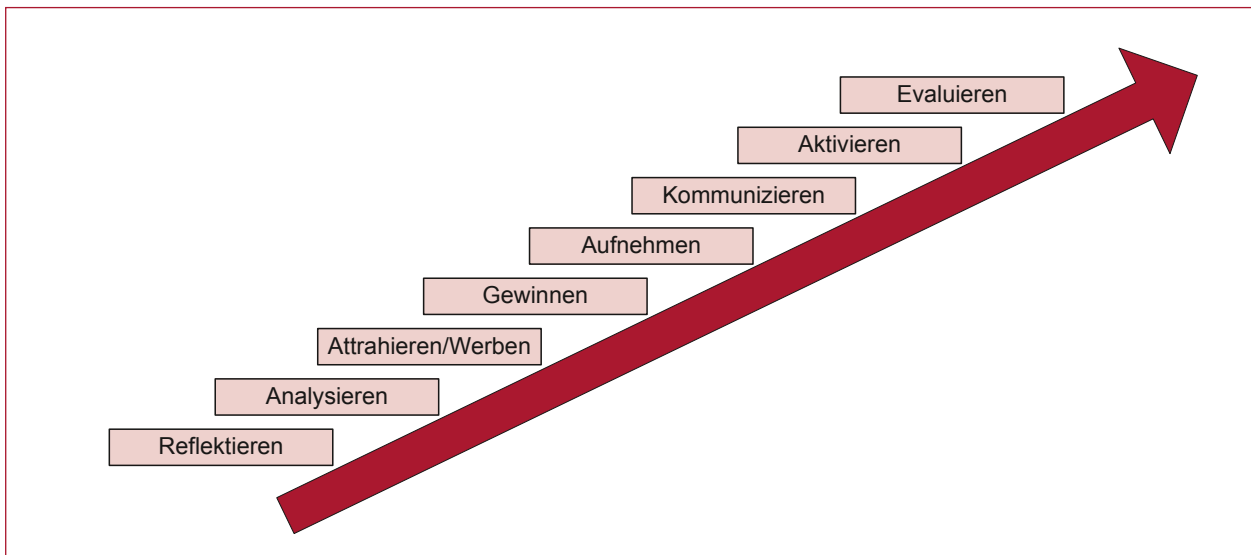 Evaluieren
Aktivieren
Kommunizieren
Aufnehmen
Gewinnen
Attrahieren/Werben
Analysieren
Reflektieren